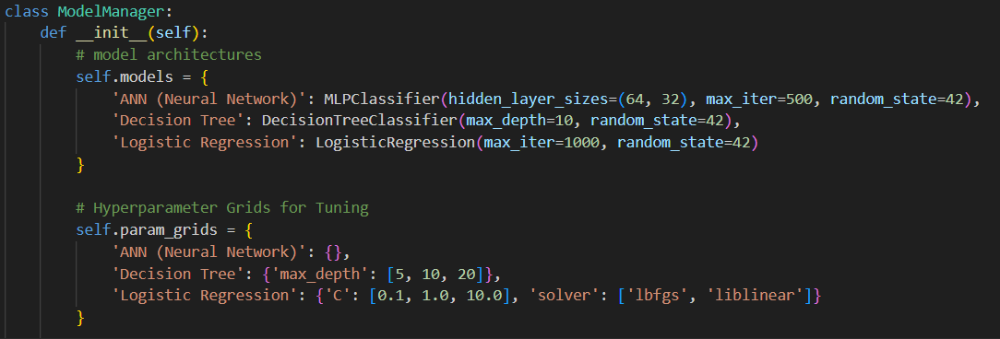 class ModelManager:
    def __init__(self):
        # model architectures
        self.models = {
            'ANN (Neural Network)': MLPClassifier(hidden_layer_sizes=(64, 32), max_iter=500, random_state=42),
            'Decision Tree': DecisionTreeClassifier(max_depth=10, random_state=42),
            'Logistic Regression': LogisticRegression(max_iter=1000, random_state=42)
        }

        # Hyperparameter Grids for Tuning
        self.param_grids = {
            'ANN (Neural Network)': {},
            'Decision Tree': {'max_depth': [5, 10, 20]},
            'Logistic Regression': {'C': [0.1, 1.0, 10.0], 'solver': ['lbfgs', 'liblinear']}
        }